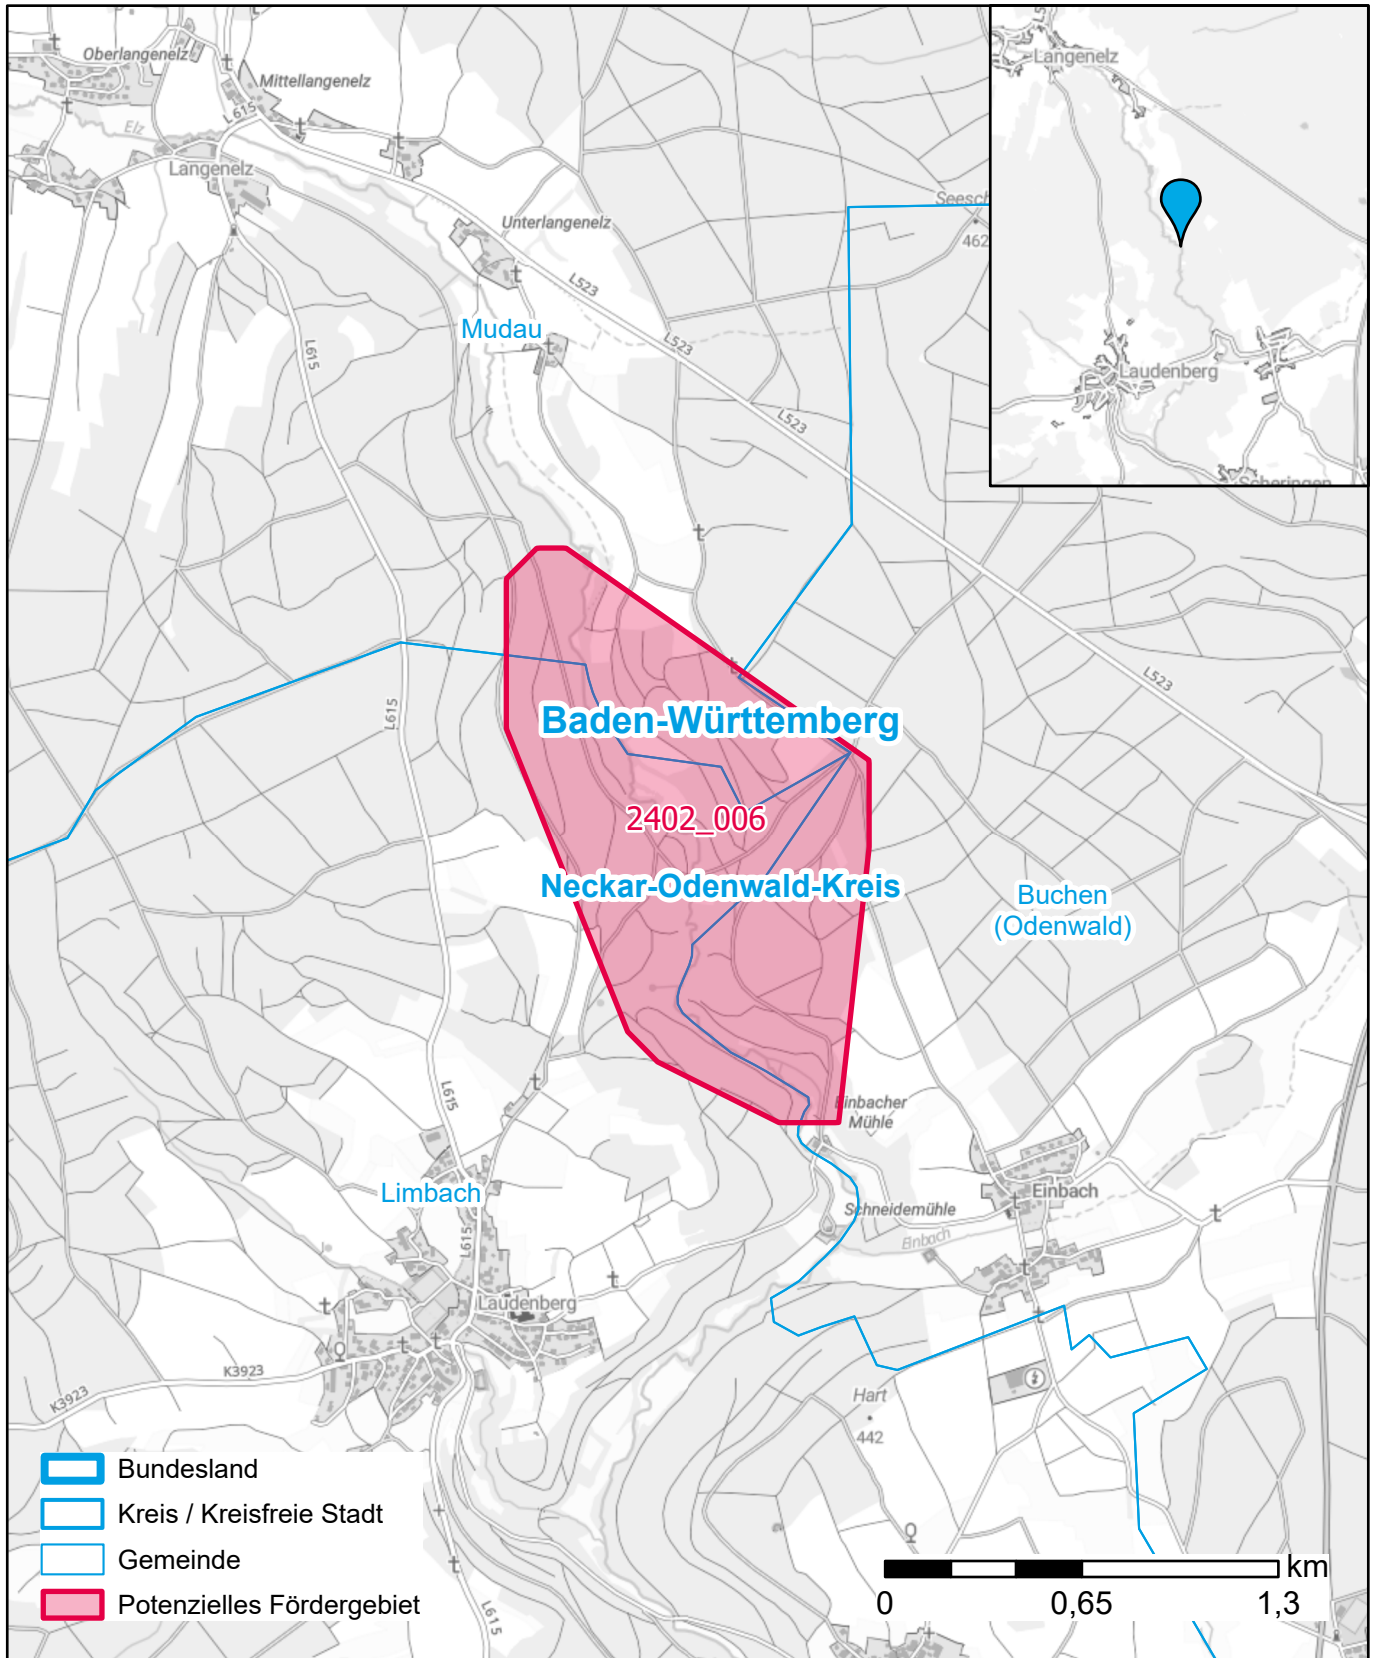 Oberlangenelz
Mittellangenelz
L 615
Elz
Langenelz
Unterlangenelz
L523
Mudau
L615
L523
L523
Langenelz
Laudenberg
Scheringen
462
L523
L615
Baden-Württemberg
2402_006
Neckar-Odenwald-Kreis
Buchen
(Odenwald)
L615
Einbacher
Mühle
Limbach
Einbach
Schneidemühle
Einbach
L615
Laudenberg
K3923
K3923
Hart
442
L615
Bundesland
Kreis / Kreisfreie Stadt
Gemeinde
Potenzielles Fördergebiet
km
0 0,65 1,3